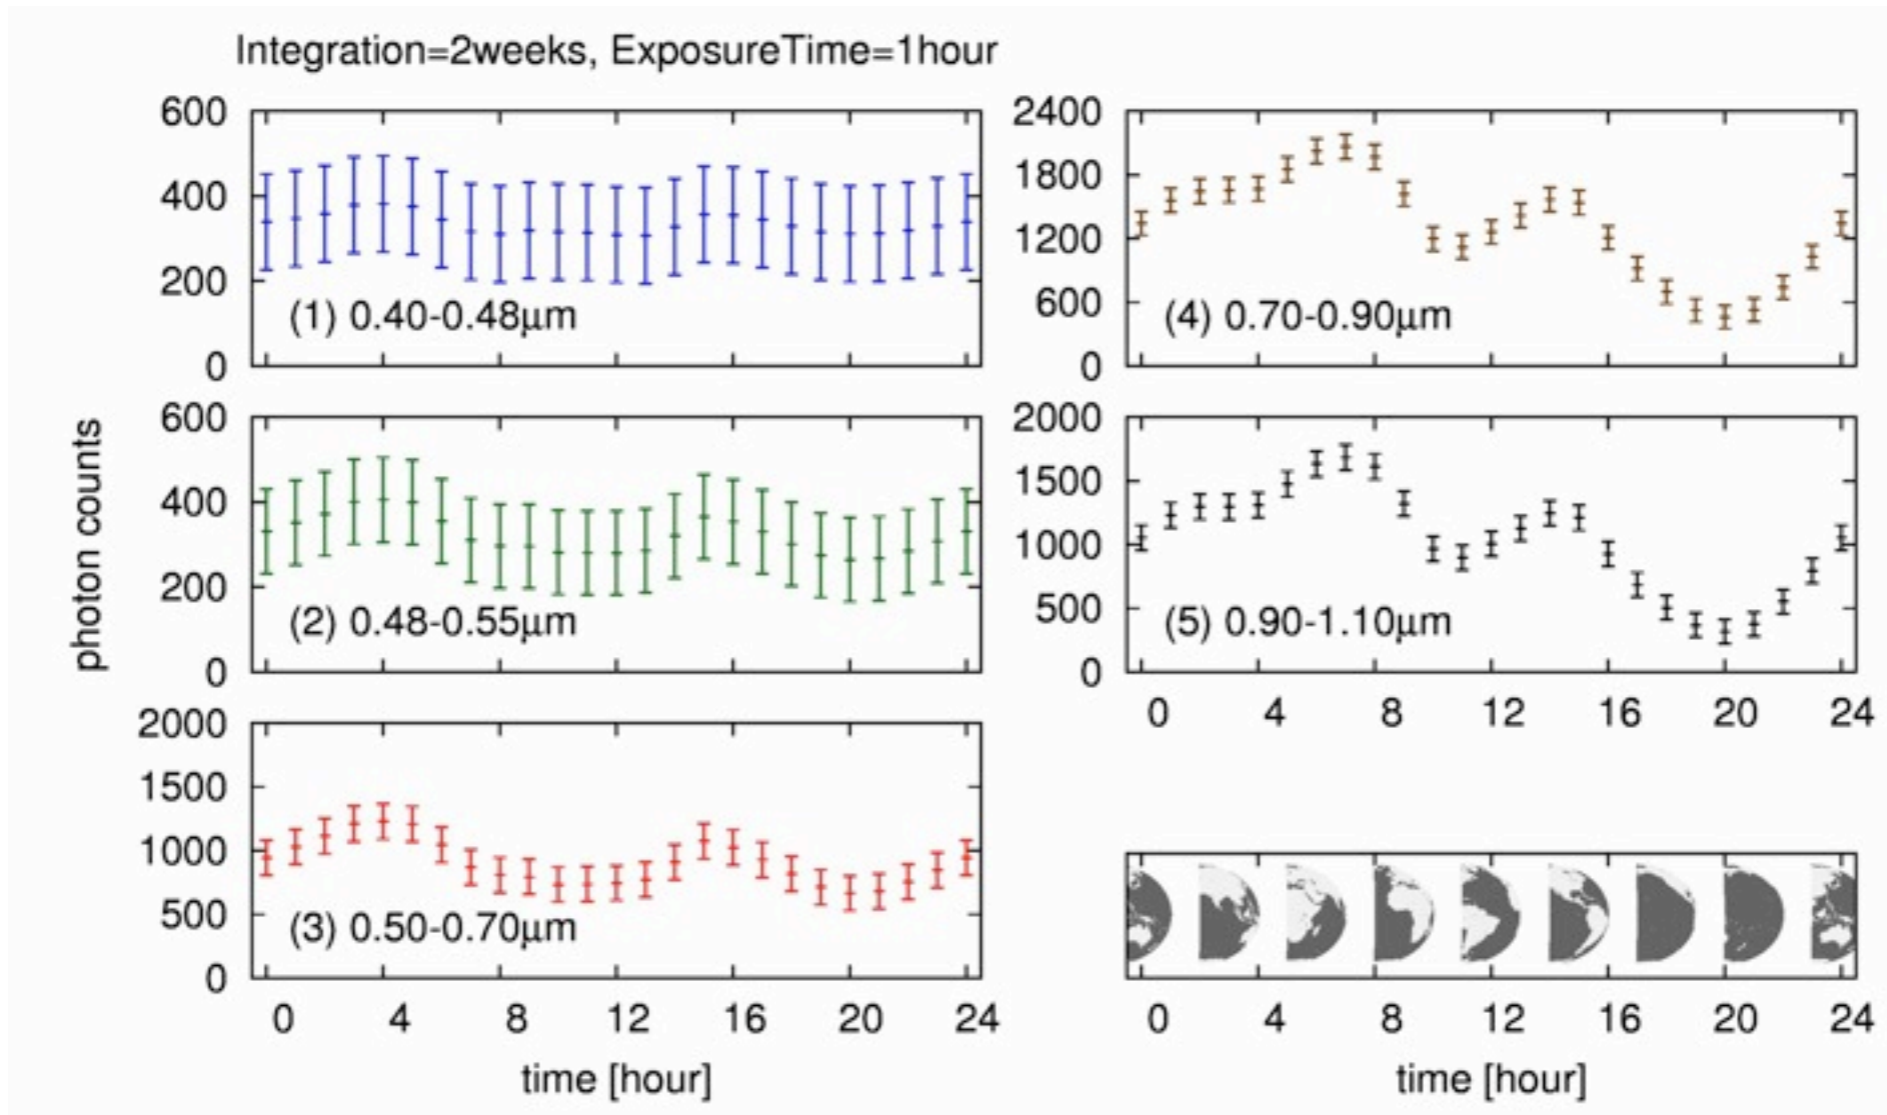 Integration=2weeks, ExposureTime=1hour
photon counts
600
400
200
0
(1) 0.40-0.48μm
600
400
200
0
(2) 0.48-0.55μm
2000
1500
1000
500
0
(3) 0.50-0.70μm
0 4 8 12 16 20 24
time [hour]
2400
1800
1200
600
0
(4) 0.70-0.90μm
2000
1500
1000
500
0
(5) 0.90-1.10μm
0 4 8 12 16 20 24
0 4 8 12 16 20 24
time [hour]